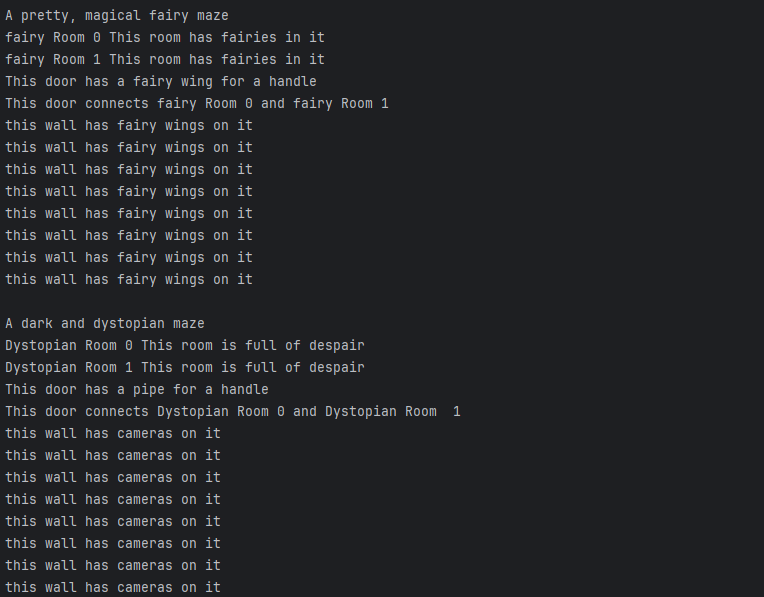 A pretty, magical fairy maze
fairy Room 0 This room has fairies in it
fairy Room 1 This room has fairies in it
This door has a fairy wing for a handle
This door connects fairy Room 0 and fairy Room 1
this wall has fairy wings on it
this wall has fairy wings on it
this wall has fairy wings on it
this wall has fairy wings on it
this wall has fairy wings on it
this wall has fairy wings on it
this wall has fairy wings on it
this wall has fairy wings on it

A dark and dystopian maze
Dystopian Room 0 This room is full of despair
Dystopian Room 1 This room is full of despair
This door has a pipe for a handle
This door connects Dystopian Room 0 and Dystopian Room  1
this wall has cameras on it
this wall has cameras on it
this wall has cameras on it
this wall has cameras on it
this wall has cameras on it
this wall has cameras on it
this wall has cameras on it
this wall has cameras on it